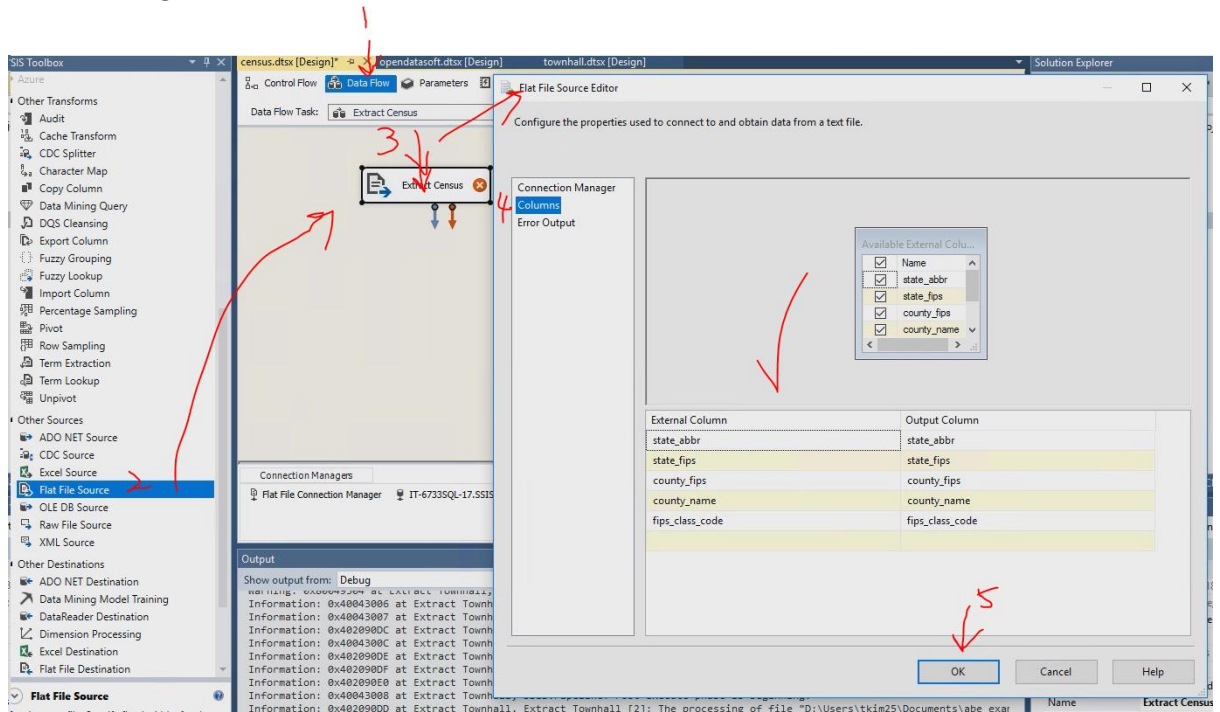 1
SIS Toolbox
census.dtsx [Design]*
opendatasoft.dtsx [Design]
townhall.dtsx [Design]
Solution Explorer
Azure
Control Flow
Data Flow
Parameters
Flat File Source Editor
Other Transforms
Audit
Cache Transform
CDC Splitter
Character Map
Copy Column
Data Mining Query
DQS Cleansing
Export Column
Fuzzy Grouping
Fuzzy Lookup
Import Column
Percentage Sampling
Pivot
Row Sampling
Term Extraction
Term Lookup
Unpivot
Other Sources
ADO NET Source
CDC Source
Excel Source
Flat File Source
2
OLE DB Source
Raw File Source
XML Source
Other Destinations
ADO NET Destination
Data Mining Model Training
DataReader Destination
Dimension Processing
Excel Destination
Flat File Destination
Flat File Source
Data Flow Task:
Extract Census
3
Extract Census
Connection Managers
Flat File Connection Manager
IT-6733SQL-17.SSIS
Output
Show output from: Debug
Information: 0x40043006 at Extract Townh
Information: 0x40043007 at Extract Townh
Information: 0x402090DC at Extract Townh
Information: 0x4004300C at Extract Townh
Information: 0x402090DE at Extract Townh
Information: 0x402090DF at Extract Townh
Information: 0x402090E0 at Extract Townh
Information: 0x40043008 at Extract Townh
Information: 0x402090DD at Extract Townhall, Extract Townhall [2]: The processing of file "D:\Users\tkim25\Documents\abe exar
Configure the properties used to connect to and obtain data from a text file.
Connection Manager
4
Columns
Error Output
Available External Colu...
Name
state_abbr
state_fips
county_fips
county_name
External Column
Output Column
state_abbr
state_abbr
state_fips
state_fips
county_fips
county_fips
county_name
county_name
fips_class_code
fips_class_code
5
OK
Cancel
Help
Name
Extract Census